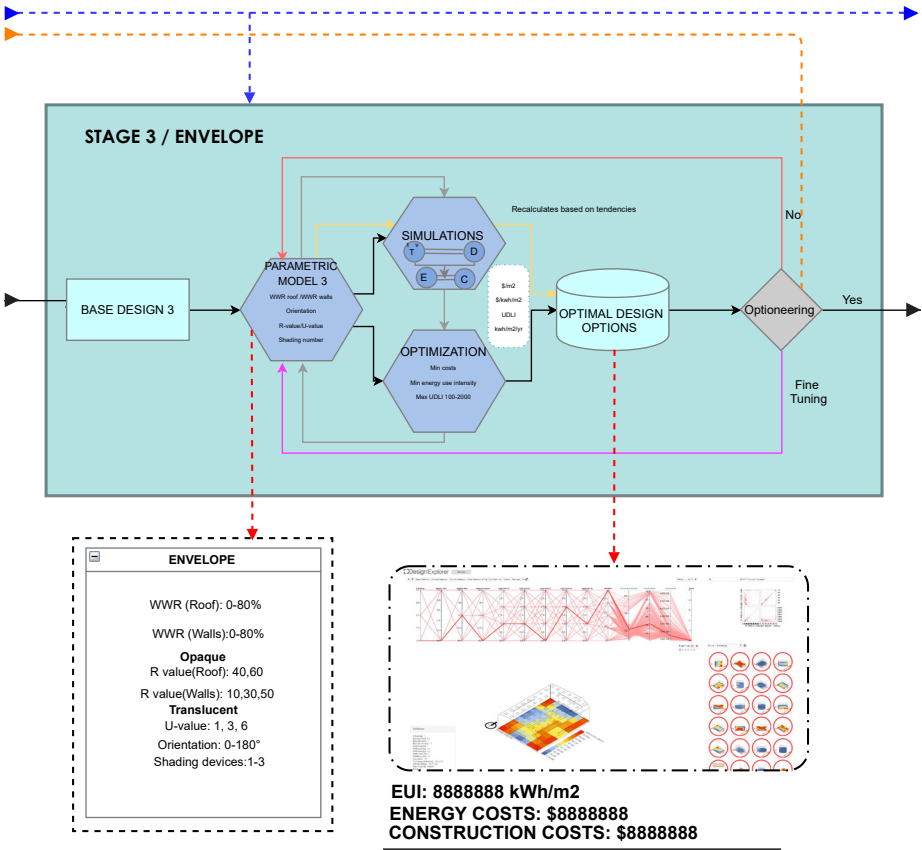 STAGE 3 / ENVELOPE
Recalculates based on tendencies
No
SIMULATIONS
T
V
D
E
C
PARAMETRIC
MODEL 3
WWR roof /WWR walls
Orientation
R-value/U-value
Shading number
BASE DESIGN 3
$/m2
$/kwh/m2
UDLI
kwh/m2/yr
OPTIMAL DESIGN
OPTIONS
Optioneering
Yes
OPTIMIZATION
Min costs
Min energy use intensity
Max UDLI 100-2000
Fine
Tuning
ENVELOPE
WWR (Roof): 0-80%
WWR (Walls):0-80%
Opaque
R value(Roof): 40,60
R value(Walls): 10,30,50
Translucent
U-value: 1, 3, 6
Orientation: 0-180°
Shading devices:1-3
DesignExplorer
EUI: 8888888 kWh/m2
ENERGY COSTS: $8888888
CONSTRUCTION COSTS: $8888888